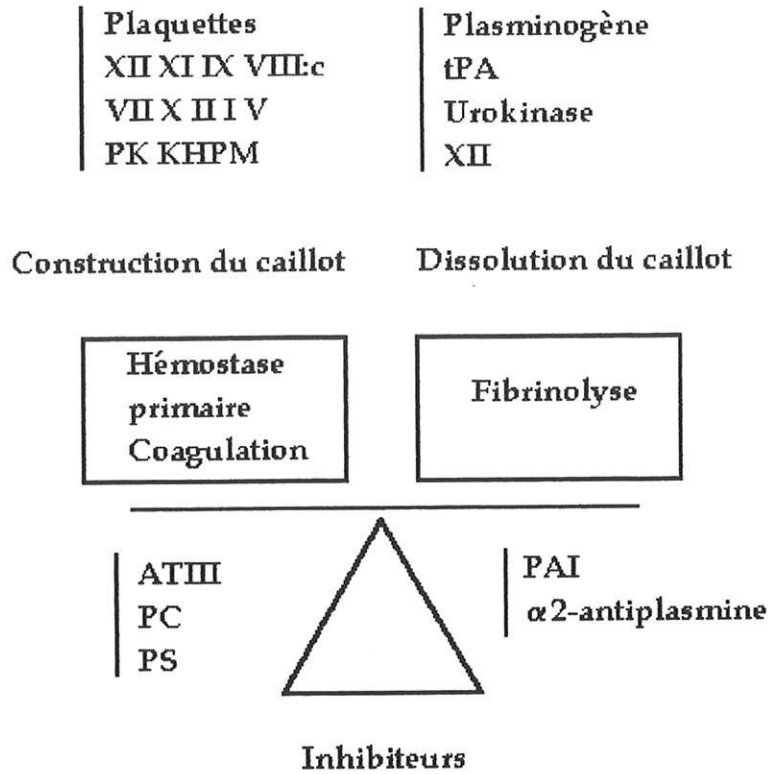 Plaquettes
XII XI IX VIII:c
VII X II I V
PK KHPM
Plasminogène
tPA
Urokinase
XII
Construction du caillot
Dissolution du caillot
Hémostase
primaire
Coagulation
Fibrinolyse
ATIII
PC
PS
PAI
α2-antiplasmine
Inhibiteurs